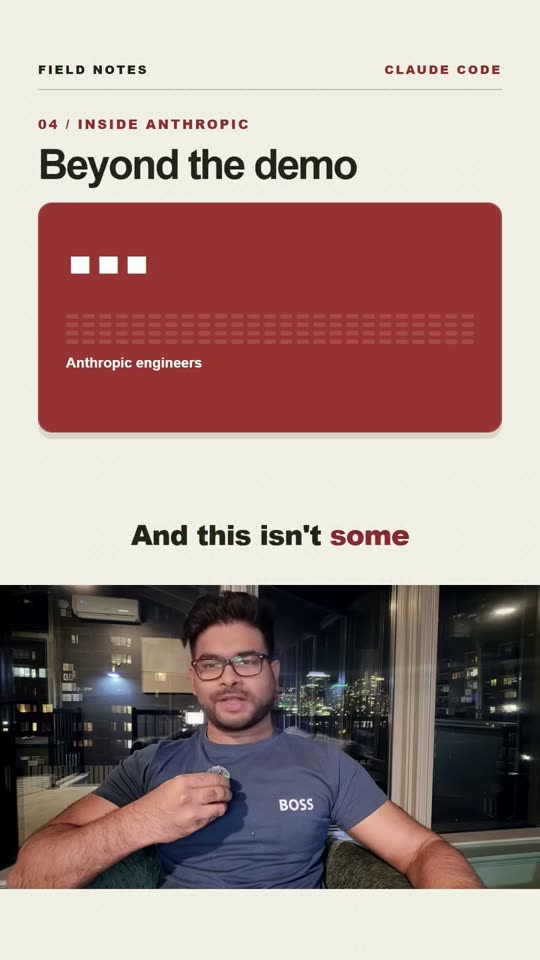 FIELD NOTES
CLAUDE CODE
04 / INSIDE ANTHROPIC
Beyond the demo
Anthropic engineers
And this isn't some
BOSS